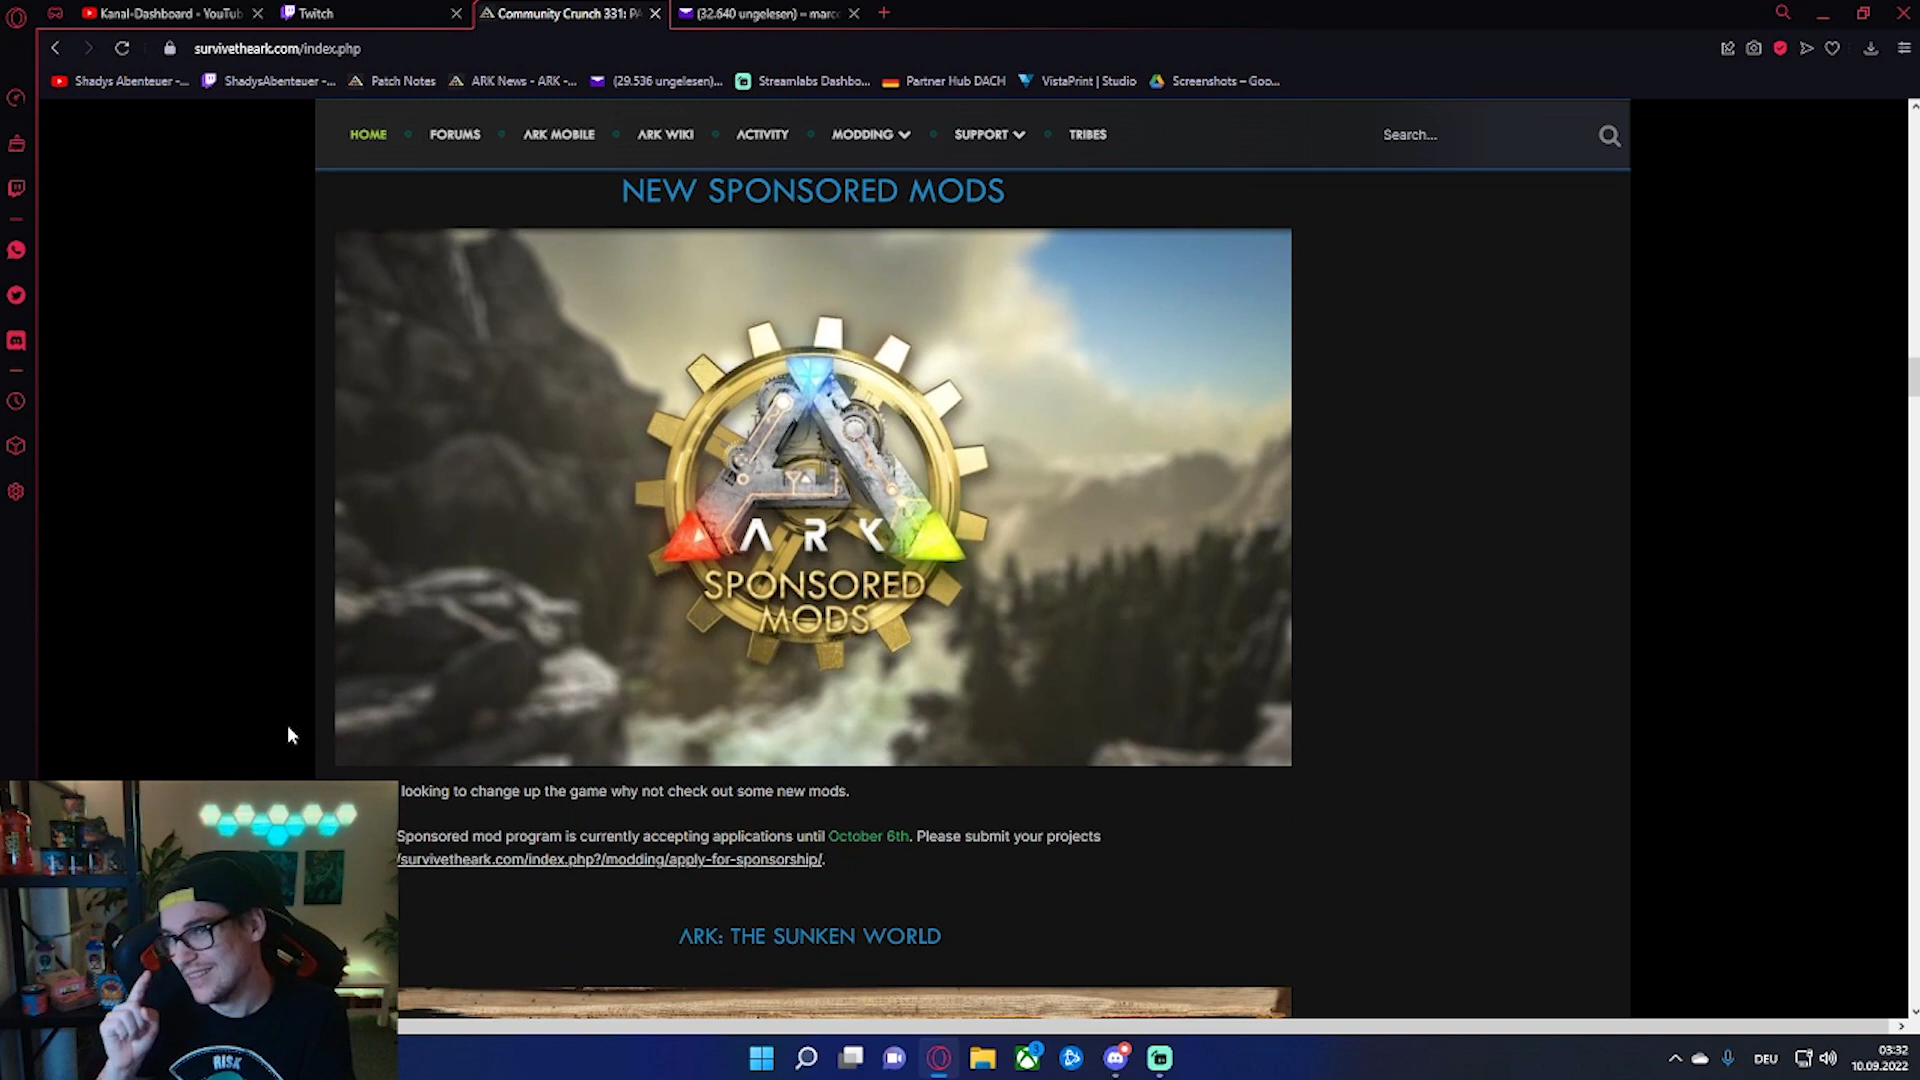 Kanal-Dashboard - YouTub
Twitch
Community Crunch 331: PA
(32.640 ungelesen) – marc
survivetheark.com/index.php
Shadys Abenteuer -...
ShadysAbenteuer -...
Patch Notes
ARK News - ARK -...
(29.536 ungelesen)...
Streamlabs Dashbo...
Partner Hub DACH
VistaPrint | Studio
Screenshots – Goo...
HOME
FORUMS
ARK MOBILE
ARK WIKI
ACTIVITY
MODDING
SUPPORT
TRIBES
Search...
NEW SPONSORED MODS
ARK
SPONSORED
MODS
looking to change up the game why not check out some new mods.
Sponsored mod program is currently accepting applications until October 6th. Please submit your projects
/survivetheark.com/index.php?/modding/apply-for-sponsorship/.
ARK: THE SUNKEN WORLD
RISK
DEU
03:32
10.09.2022